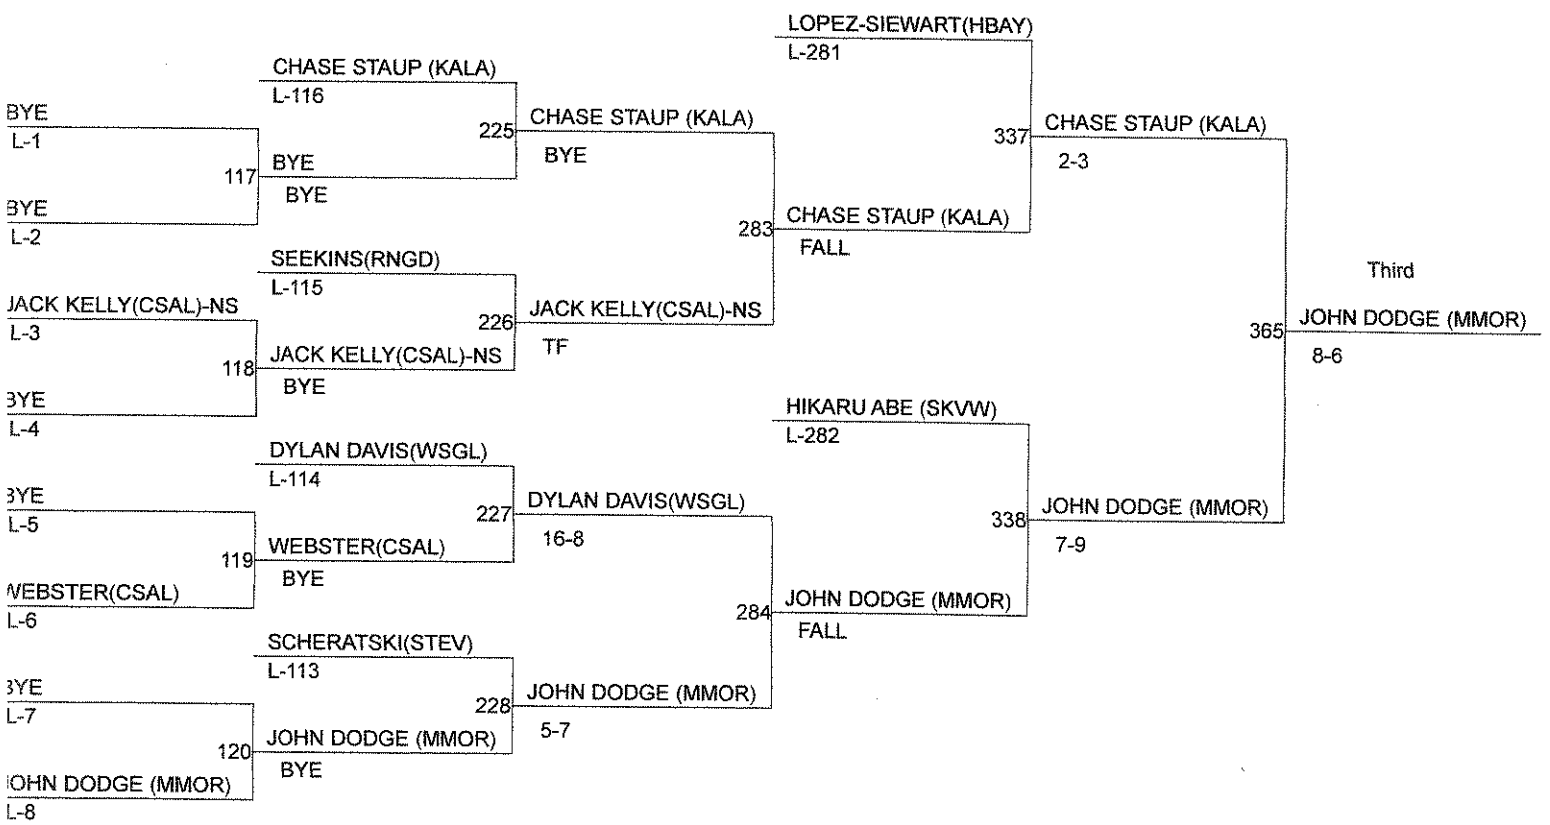 LOPEZ-SIEWART(HBAY)
L-281
CHASE STAUP (KALA)
L-116
BYE
L-1
225
CHASE STAUP (KALA)
BYE
337
CHASE STAUP (KALA)
2-3
117
BYE
BYE
BYE
L-2
283
CHASE STAUP (KALA)
FALL
SEEKINS(RNGD)
L-115
Third
JACK KELLY(CSAL)-NS
L-3
226
JACK KELLY(CSAL)-NS
TF
365
JOHN DODGE (MMOR)
8-6
118
JACK KELLY(CSAL)-NS
BYE
BYE
L-4
HIKARU ABE (SKVW)
L-282
DYLAN DAVIS(WSGL)
L-114
BYE
L-5
227
DYLAN DAVIS(WSGL)
16-8
338
JOHN DODGE (MMOR)
7-9
119
WEBSTER(CSAL)
BYE
WEBSTER(CSAL)
L-6
284
JOHN DODGE (MMOR)
FALL
SCHERATSKI(STEV)
L-113
BYE
L-7
228
JOHN DODGE (MMOR)
5-7
120
JOHN DODGE (MMOR)
BYE
JOHN DODGE (MMOR)
L-8